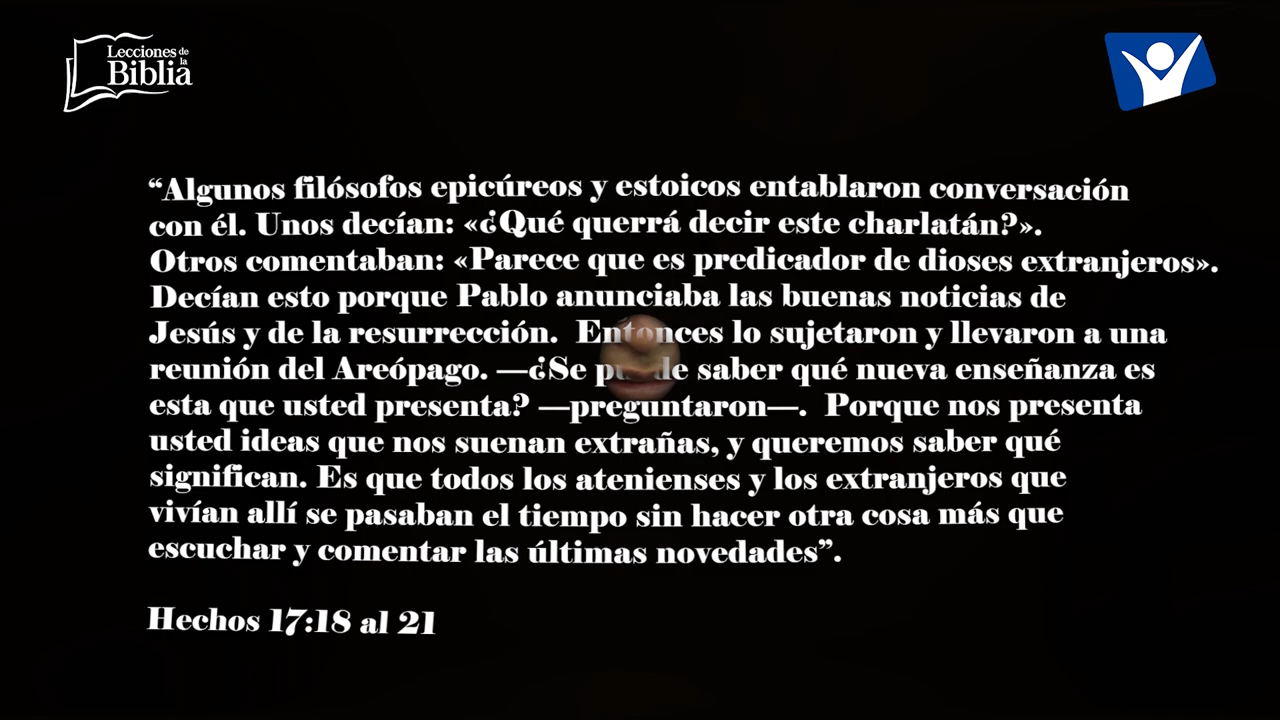 Lecciones de
la
Biblia
“Algunos filósofos epicúreos y estoicos entablaron conversación
con él. Unos decían: «¿Qué querrá decir este charlatán?».
Otros comentaban: «Parece que es predicador de dioses extranjeros».
Decían esto porque Pablo anunciaba las buenas noticias de
Jesús y de la resurrección. Entonces lo sujetaron y llevaron a una
reunión del Areópago. —¿Se puede saber qué nueva enseñanza es
esta que usted presenta? —preguntaron—. Porque nos presenta
usted ideas que nos suenan extrañas, y queremos saber qué
significan. Es que todos los atenienses y los extranjeros que
vivían allí se pasaban el tiempo sin hacer otra cosa más que
escuchar y comentar las últimas novedades”.
Hechos 17:18 al 21